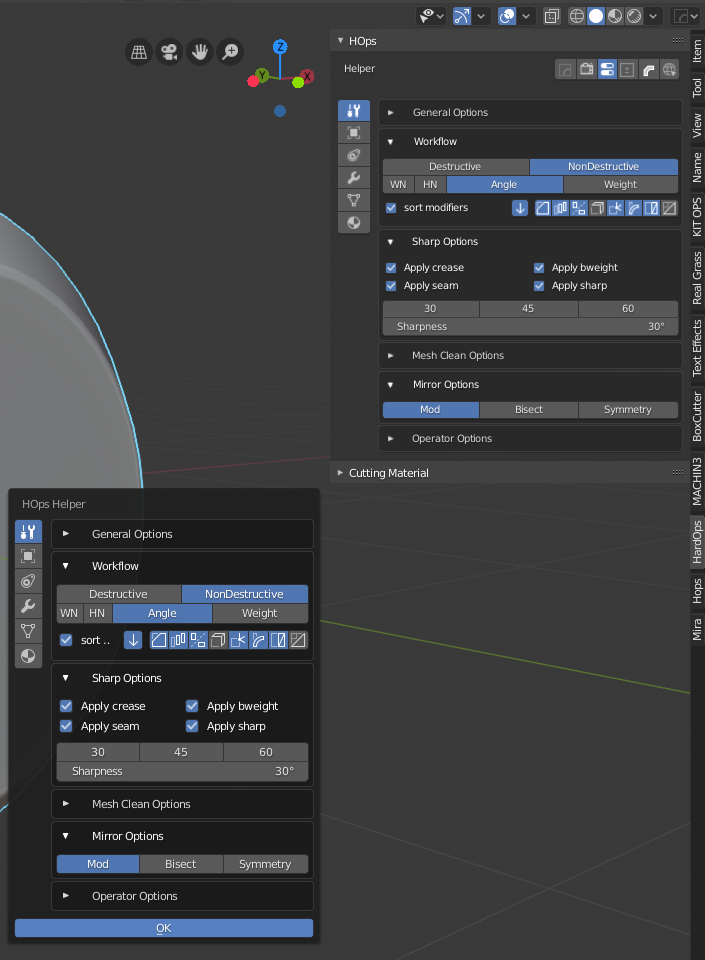 HOps
Helper
General Options
Workflow
Destructive NonDestructive
WN HN Angle Weight
sort modifiers
Sharp Options
Apply crease Apply bweight
Apply seam Apply sharp
30 45 60
Sharpness 30°
Mesh Clean Options
Mirror Options
Mod Bisect Symmetry
Operator Options
Cutting Material
Item
Tool
View
Name
KIT OPS
Real Grass
Text Effects
BoxCutter
MACHIN3
HardOps
Hops
Mira
Z
Y
X
HOps Helper
General Options
Workflow
Destructive NonDestructive
WN HN Angle Weight
sort ..
Sharp Options
Apply crease Apply bweight
Apply seam Apply sharp
30 45 60
Sharpness 30°
Mesh Clean Options
Mirror Options
Mod Bisect Symmetry
Operator Options
OK